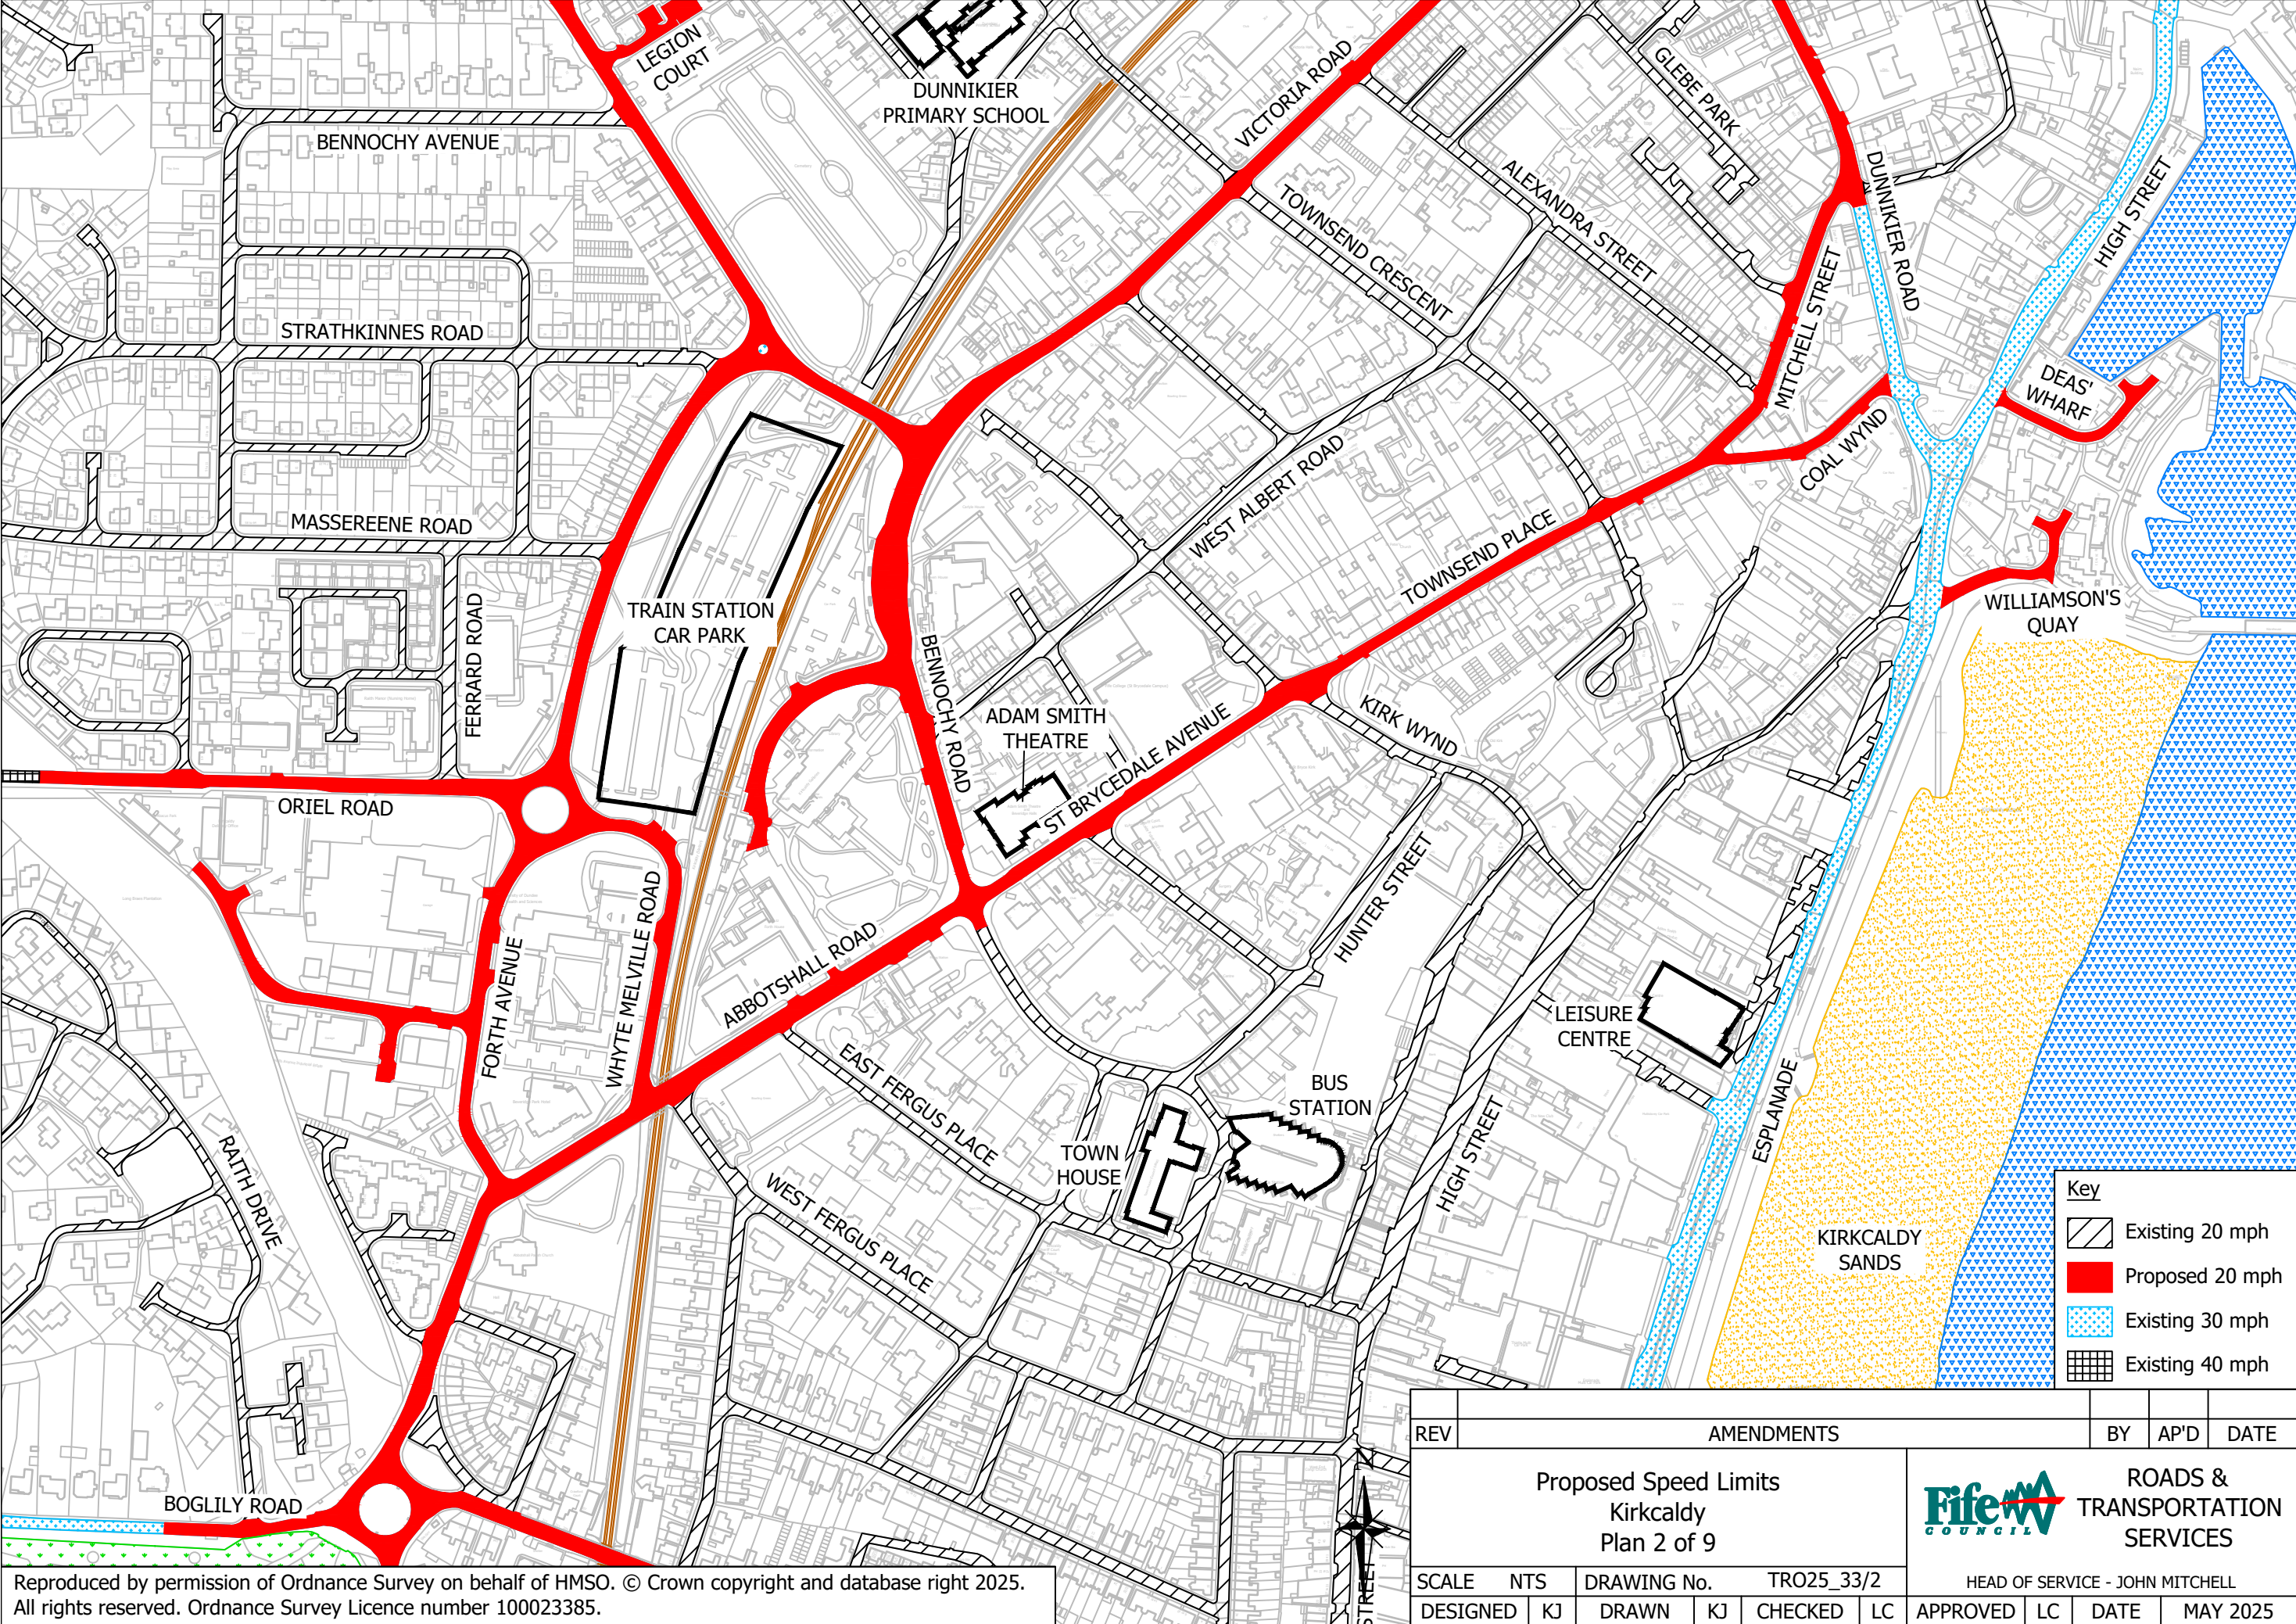 LEGION
COURT
DUNNIKIER
PRIMARY SCHOOL
VICTORIA ROAD
GLEBE PARK
BENNOCHY AVENUE
ALEXANDRA STREET
DUNNIKIER ROAD
HIGH STREET
TOWNSEND CRESCENT
STRATHKINNES ROAD
MITCHELL STREET
DEAS'
WHARF
COAL WYND
WEST ALBERT ROAD
MASSEREENE ROAD
TOWNSEND PLACE
FERRARD ROAD
TRAIN STATION
CAR PARK
WILLIAMSON'S
QUAY
BENNOCHY ROAD
ADAM SMITH
THEATRE
KIRK WYND
ST BRYCEDALE AVENUE
ORIEL ROAD
HUNTER STREET
WHYTE MELVILLE ROAD
FORTH AVENUE
ABBOTSHALL ROAD
LEISURE
CENTRE
EAST FERGUS PLACE
BUS
STATION
ESPLANADE
TOWN
HOUSE
HIGH STREET
RAITH DRIVE
WEST FERGUS PLACE
KIRKCALDY
SANDS
BOGLILY ROAD
STREET
Key
Existing 20 mph
Proposed 20 mph
Existing 30 mph
Existing 40 mph
REV AMENDMENTS BY AP'D DATE
Proposed Speed Limits
Kirkcaldy
Plan 2 of 9
Fife
COUNCIL
ROADS &
TRANSPORTATION
SERVICES
SCALE NTS DRAWING No. TRO25_33/2
HEAD OF SERVICE - JOHN MITCHELL
DESIGNED KJ DRAWN KJ CHECKED LC APPROVED LC DATE MAY 2025
Reproduced by permission of Ordnance Survey on behalf of HMSO. © Crown copyright and database right 2025.
All rights reserved. Ordnance Survey Licence number 100023385.